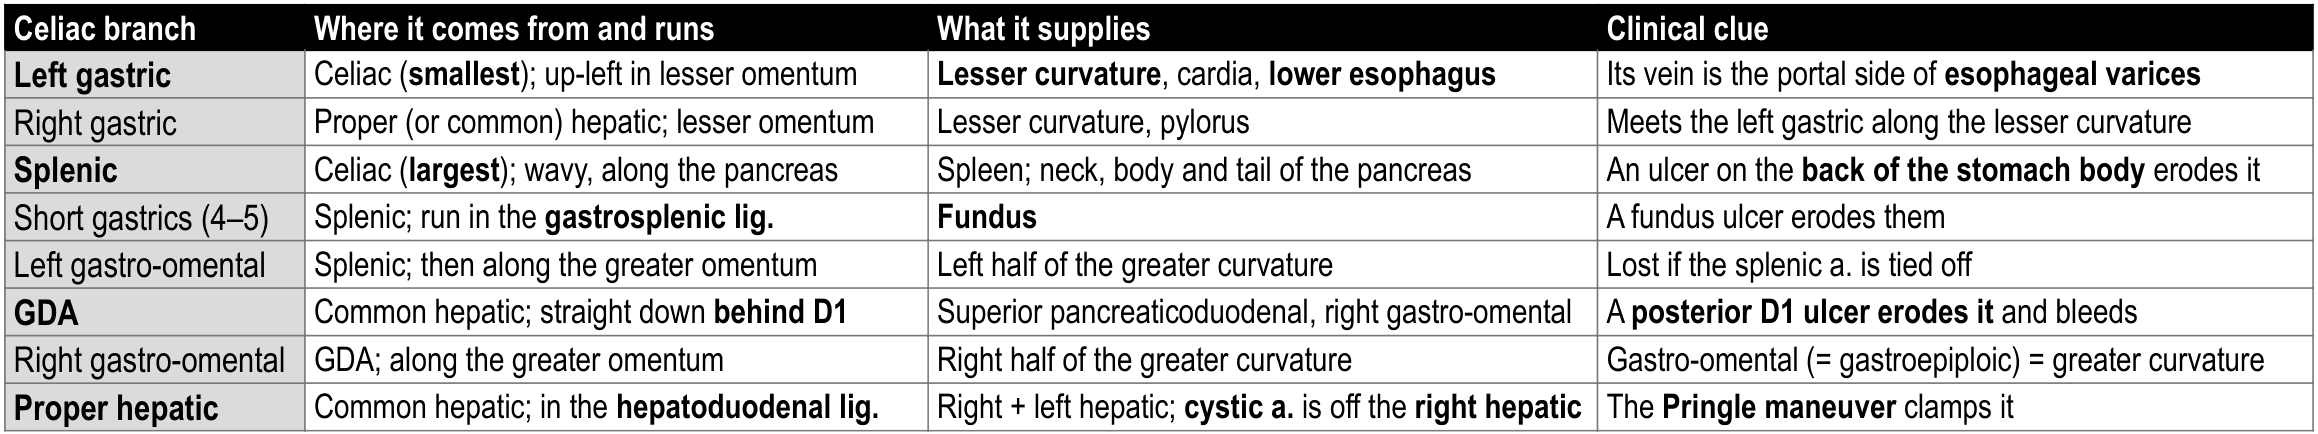 Celiac branch | Where it comes from and runs | What it supplies | Clinical clue
Left gastric | Celiac (smallest); up-left in lesser omentum | Lesser curvature, cardia, lower esophagus | Its vein is the portal side of esophageal varices
Right gastric | Proper (or common) hepatic; lesser omentum | Lesser curvature, pylorus | Meets the left gastric along the lesser curvature
Splenic | Celiac (largest); wavy, along the pancreas | Spleen; neck, body and tail of the pancreas | An ulcer on the back of the stomach body erodes it
Short gastrics (4–5) | Splenic; run in the gastrosplenic lig. | Fundus | A fundus ulcer erodes them
Left gastro-omental | Splenic; then along the greater omentum | Left half of the greater curvature | Lost if the splenic a. is tied off
GDA | Common hepatic; straight down behind D1 | Superior pancreaticoduodenal, right gastro-omental | A posterior D1 ulcer erodes it and bleeds
Right gastro-omental | GDA; along the greater omentum | Right half of the greater curvature | Gastro-omental (= gastroepiploic) = greater curvature
Proper hepatic | Common hepatic; in the hepatoduodenal lig. | Right + left hepatic; cystic a. is off the right hepatic | The Pringle maneuver clamps it